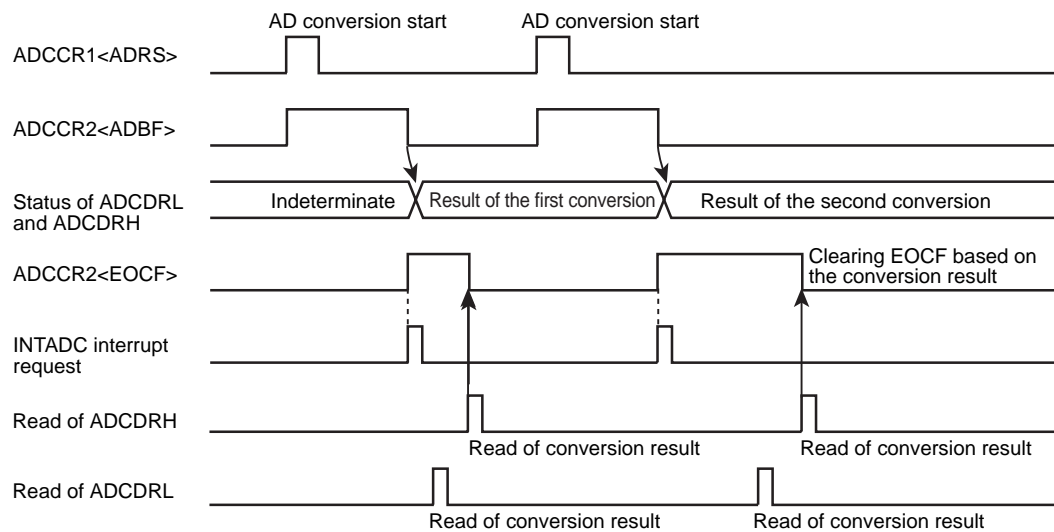 AD conversion start
AD conversion start
ADCCR1<ADRS>
ADCCR2<ADBF>
Status of ADCDRL
and ADCDRH
Indeterminate
Result of the first conversion
Result of the second conversion
ADCCR2<EOCF>
Clearing EOCF based on
the conversion result
INTADC interrupt
request
Read of ADCDRH
Read of conversion result
Read of conversion result
Read of ADCDRL
Read of conversion result
Read of conversion result